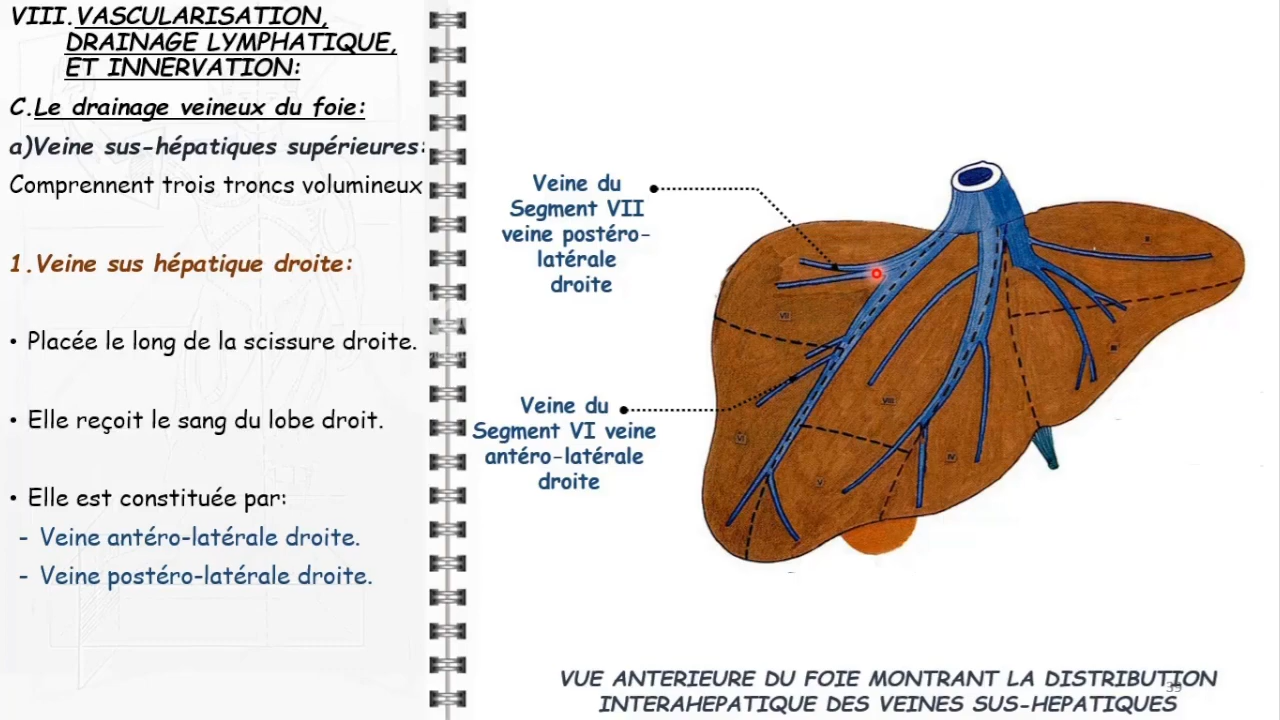 VIII. VASCULARISATION,
DRAINAGE LYMPHATIQUE,
ET INNERVATION:
C. Le drainage veineux du foie:
a) Veine sus-hépatiques supérieures:
Comprennent trois troncs volumineux
1. Veine sus hépatique droite:
• Placée le long de la scissure droite.
• Elle reçoit le sang du lobe droit.
• Elle est constituée par:
- Veine antéro-latérale droite.
- Veine postéro-latérale droite.
Veine du
Segment VII
veine postéro-
latérale
droite
Veine du
Segment VI veine
antéro-latérale
droite
II
VII
III
VIII
VI
IV
V
VUE ANTERIEURE DU FOIE MONTRANT LA DISTRIBUTION
INTERAHEPATIQUE DES VEINES SUS-HEPATIQUES
39